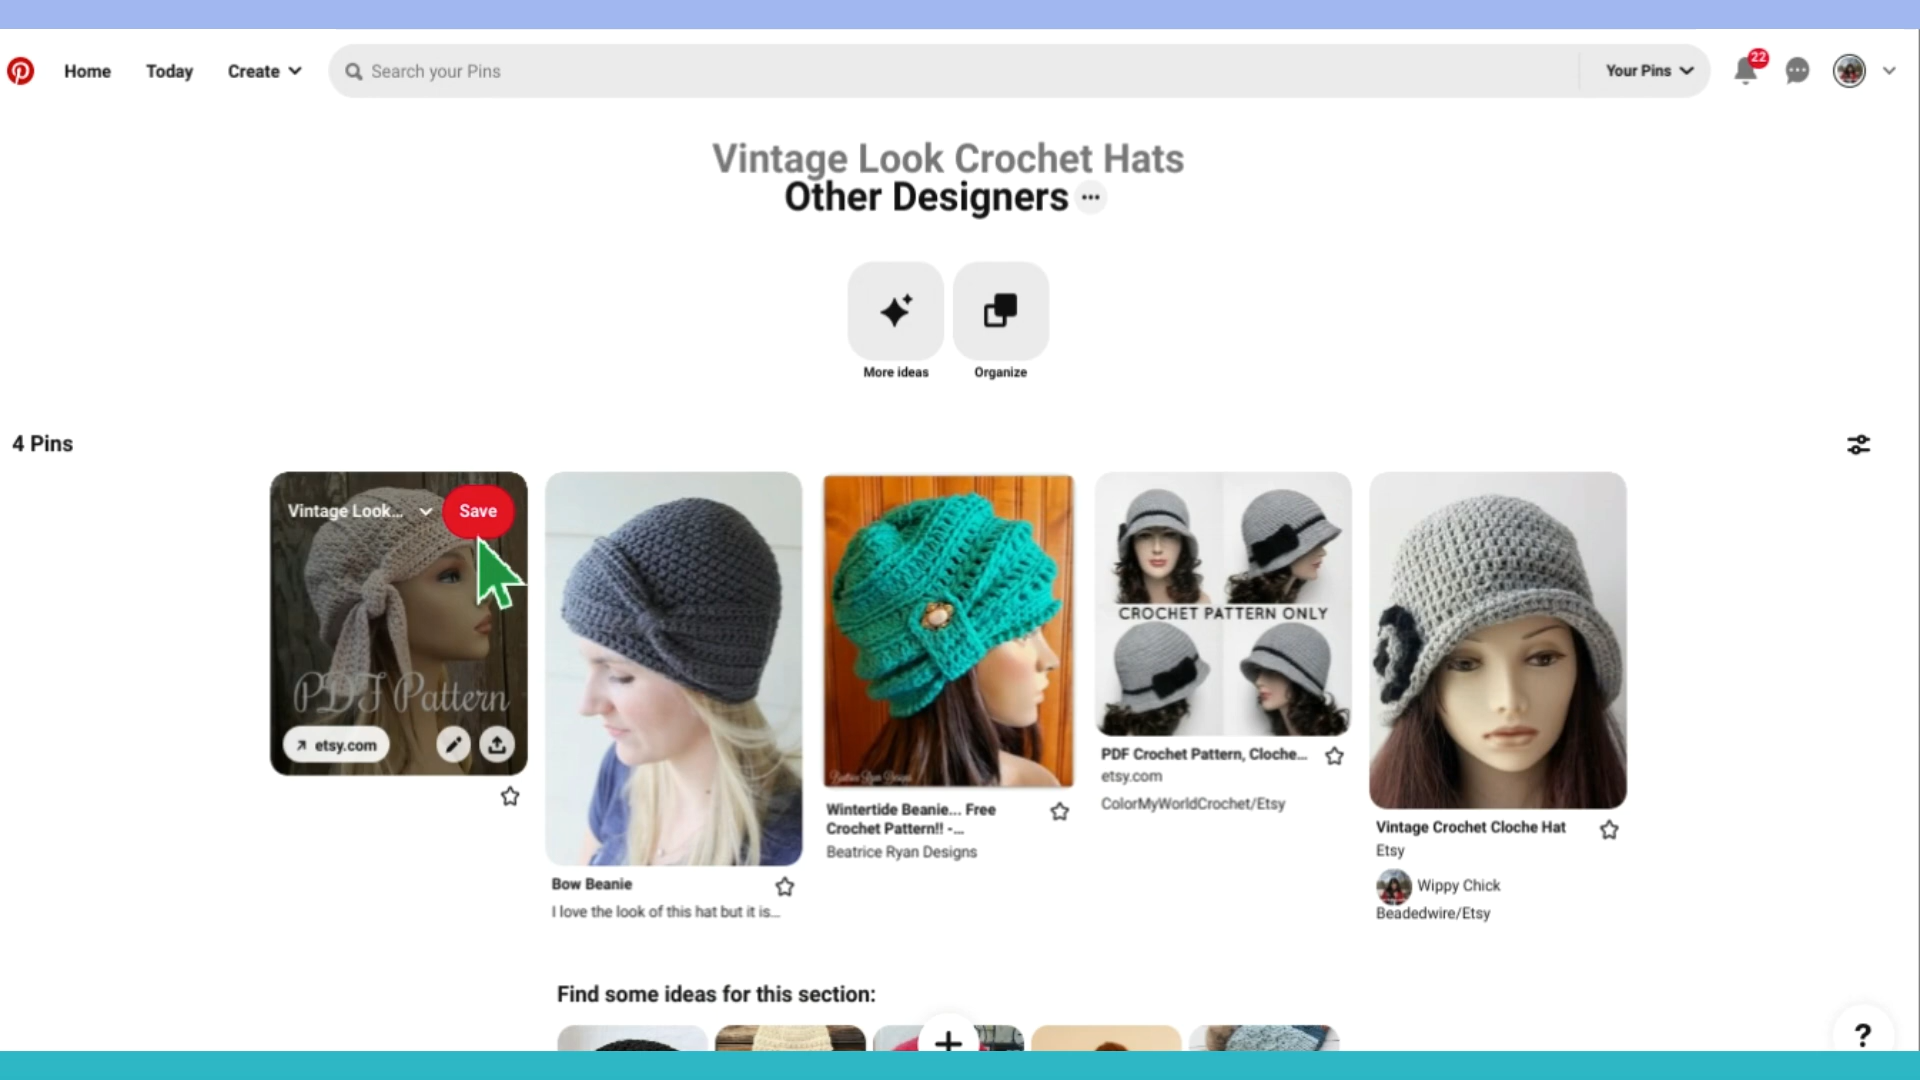 Home
Today
Create
Search your Pins
Your Pins
22
Vintage Look Crochet Hats
Other Designers
More ideas
Organize
4 Pins
Vintage Look...
Save
PDF Pattern
etsy.com
Bow Beanie
I love the look of this hat but it is...
Beatrice Ryan Designs
Wintertide Beanie... Free
Crochet Pattern!! -...
Beatrice Ryan Designs
CROCHET PATTERN ONLY
PDF Crochet Pattern, Cloche...
etsy.com
ColorMyWorldCrochet/Etsy
Vintage Crochet Cloche Hat
Etsy
Wippy Chick
Beadedwire/Etsy
Find some ideas for this section:
?